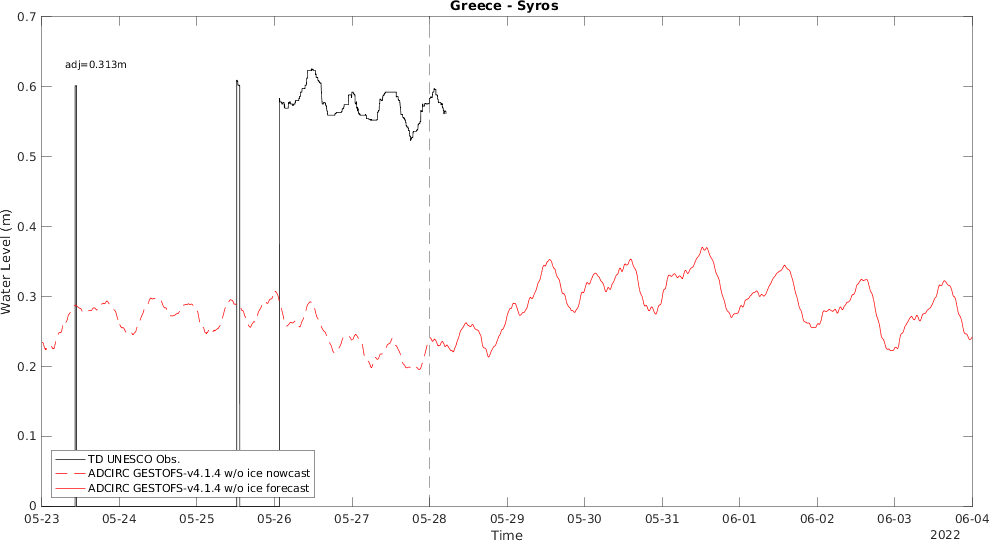 Greece - Syros
0.7
adj=0.313m
0.6
0.5
0.4
0.3
0.2
0.1
0
Water Level (m)
TD UNESCO Obs.
ADCIRC GESTOFS-v4.1.4 w/o ice nowcast
ADCIRC GESTOFS-v4.1.4 w/o ice forecast
05-23 05-24 05-25 05-26 05-27 05-28 05-29 05-30 05-31 06-01 06-02 06-03 06-04
Time
2022